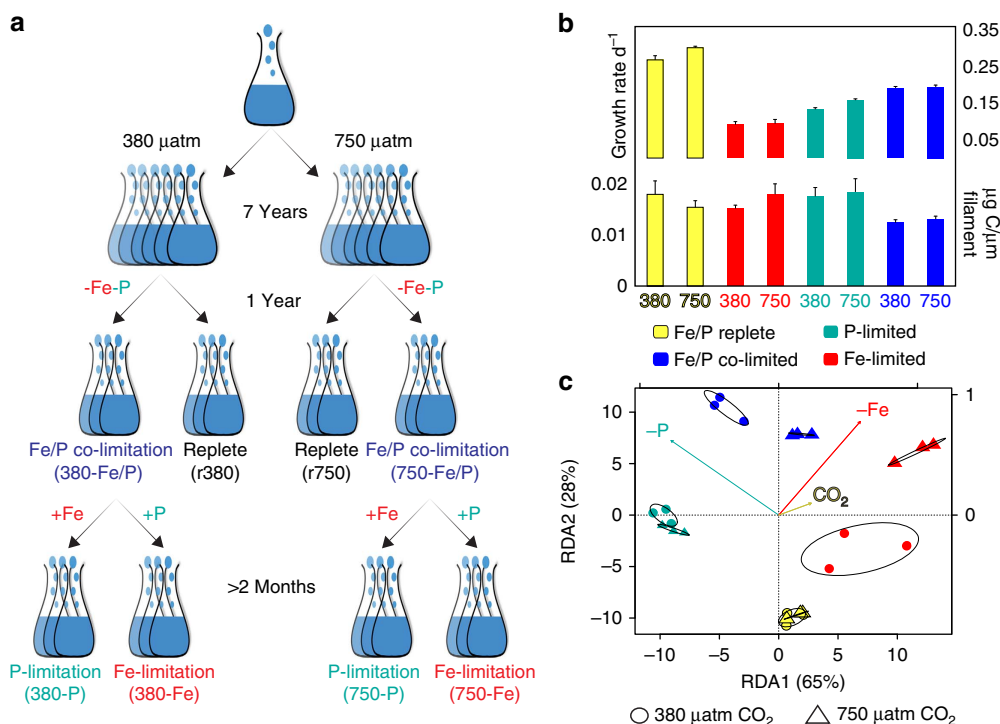 a
380 µatm
750 µatm
7 Years
-Fe-P
1 Year
-Fe-P
Fe/P co-limitation
(380-Fe/P)
Replete
(r380)
Replete
(r750)
Fe/P co-limitation
(750-Fe/P)
+Fe
+P
+Fe
+P
>2 Months
P-limitation
(380-P)
Fe-limitation
(380-Fe)
P-limitation
(750-P)
Fe-limitation
(750-Fe)
b
Growth rate d⁻¹
0.35
0.25
0.15
0.05
0.02
0.01
0
µg C/µm
filament
380 750 380 750 380 750 380 750
Fe/P replete
P-limited
Fe/P co-limited
Fe-limited
c
10
5
0
−5
−10
RDA2 (28%)
1
0
−P
−Fe
CO₂
−10 −5 0 5 10
RDA1 (65%)
380 µatm CO₂
750 µatm CO₂